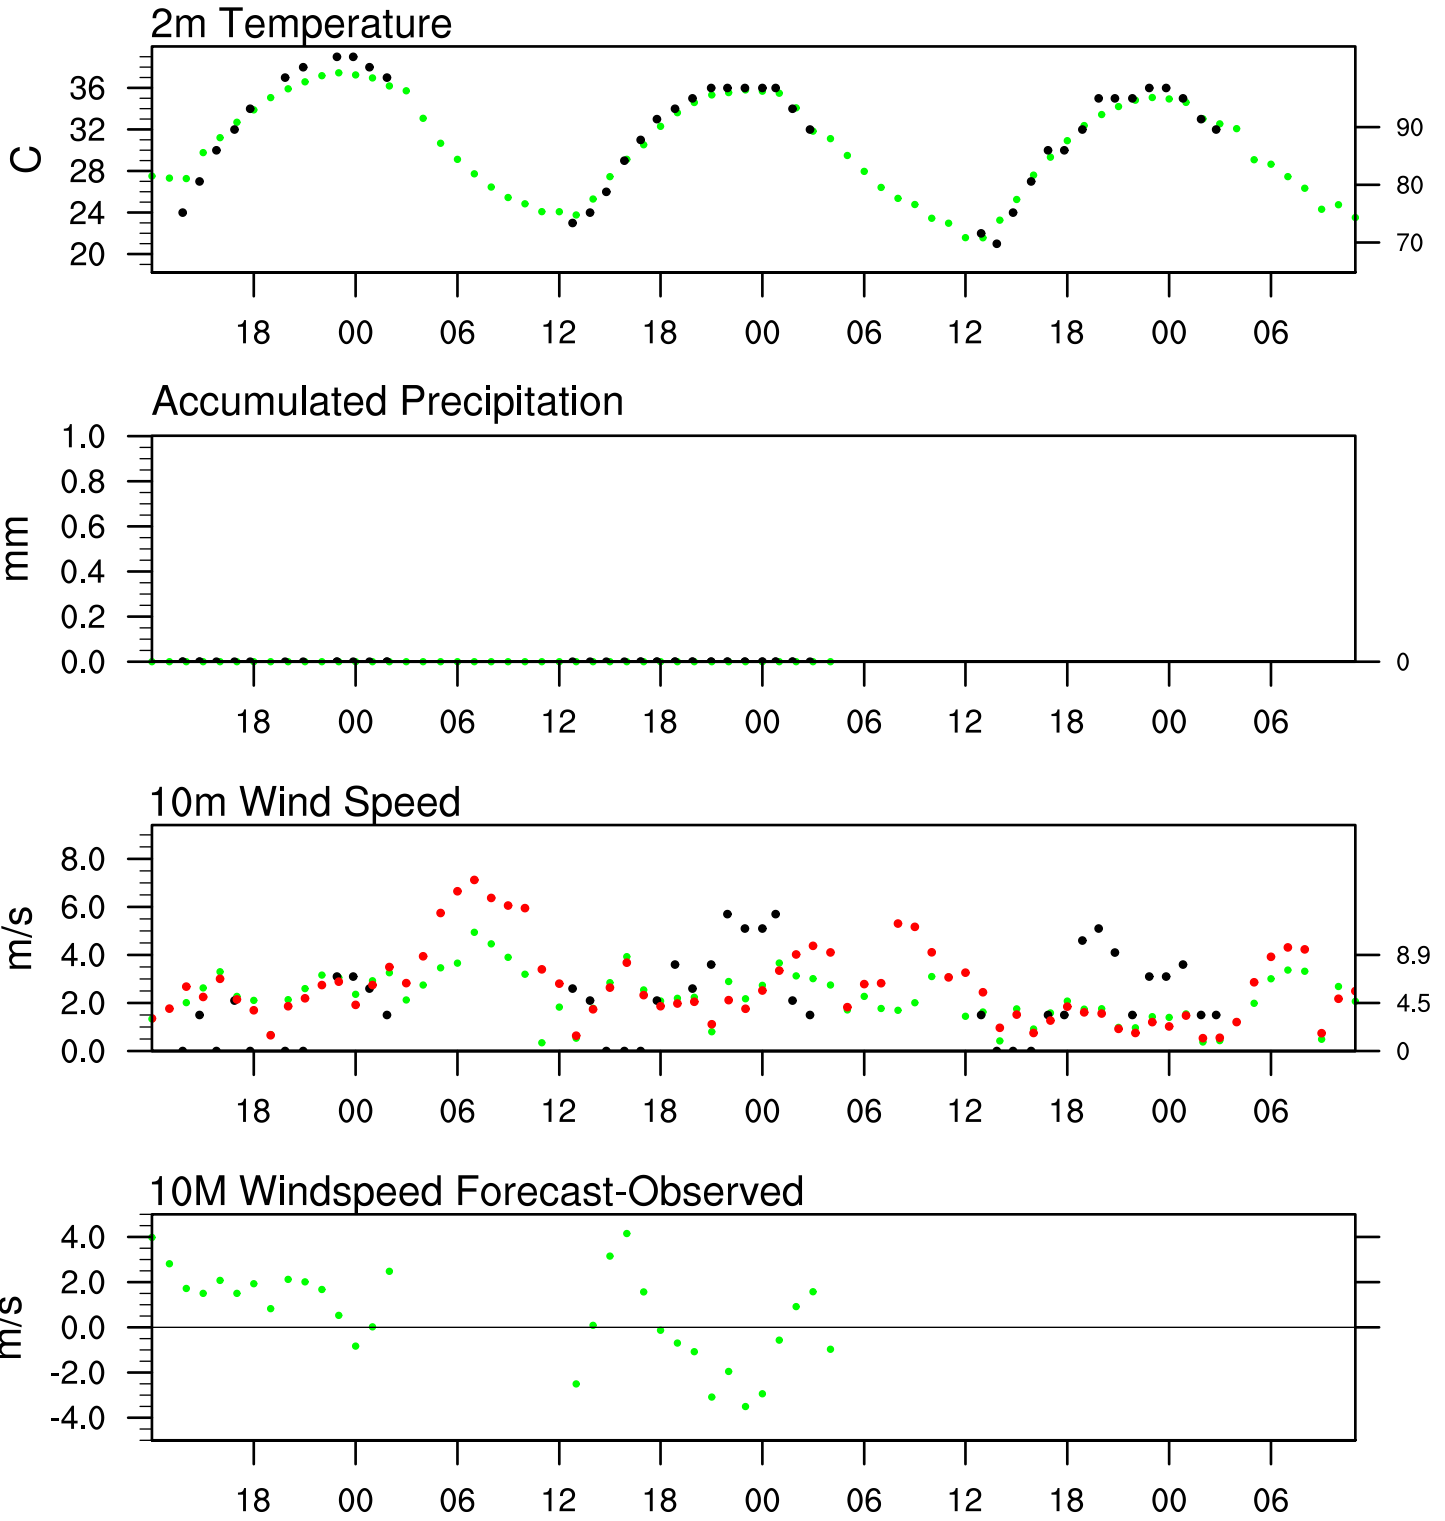 2m Temperature
36
32
28
24
20
C
90
80
70
18 00 06 12 18 00 06 12 18 00 06
Accumulated Precipitation
1.0
0.8
0.6
0.4
0.2
0.0
mm
0
18 00 06 12 18 00 06 12 18 00 06
10m Wind Speed
8.0
6.0
4.0
2.0
0.0
m/s
8.9
4.5
0
18 00 06 12 18 00 06 12 18 00 06
10M Windspeed Forecast-Observed
4.0
2.0
0.0
-2.0
-4.0
m/s
18 00 06 12 18 00 06 12 18 00 06